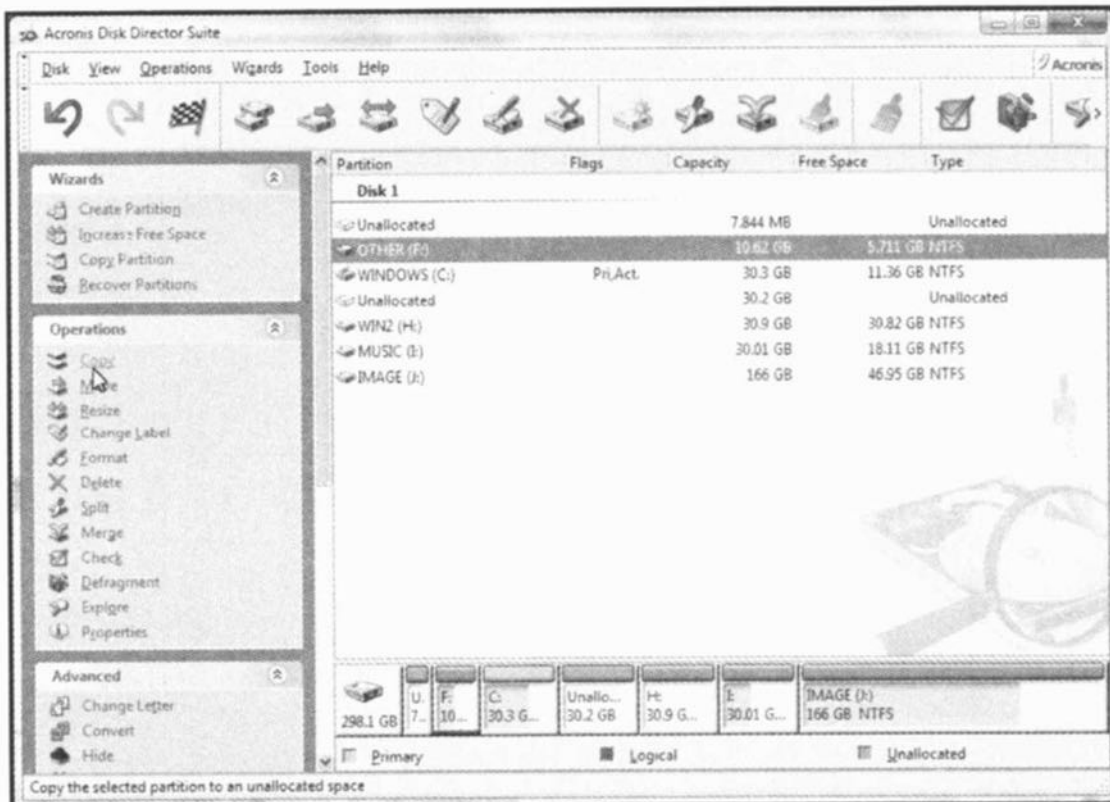 Acronis Disk Director Suite
Disk View Operations Wizards Tools Help
Acronis
Wizards
Create Partition
Increase Free Space
Copy Partition
Recover Partitions
Operations
Copy
Move
Resize
Change Label
Format
Delete
Split
Merge
Check
Defragment
Explore
Properties
Advanced
Change Letter
Convert
Hide
Partition Flags Capacity Free Space Type
Disk 1
Unallocated 7.844 MB Unallocated
OTHER (F:) 10.62 GB 5.711 GB NTFS
WINDOWS (C:) Pri,Act. 30.3 GB 11.36 GB NTFS
Unallocated 30.2 GB Unallocated
WIN2 (H:) 30.9 GB 30.82 GB NTFS
MUSIC (I:) 30.01 GB 18.11 GB NTFS
IMAGE (J:) 166 GB 46.95 GB NTFS
298.1 GB
U.
7...
F:
10...
C:
30.3 G...
Unallo...
30.2 GB
H:
30.9 G...
I:
30.01 G...
IMAGE (J:)
166 GB NTFS
Primary Logical Unallocated
Copy the selected partition to an unallocated space